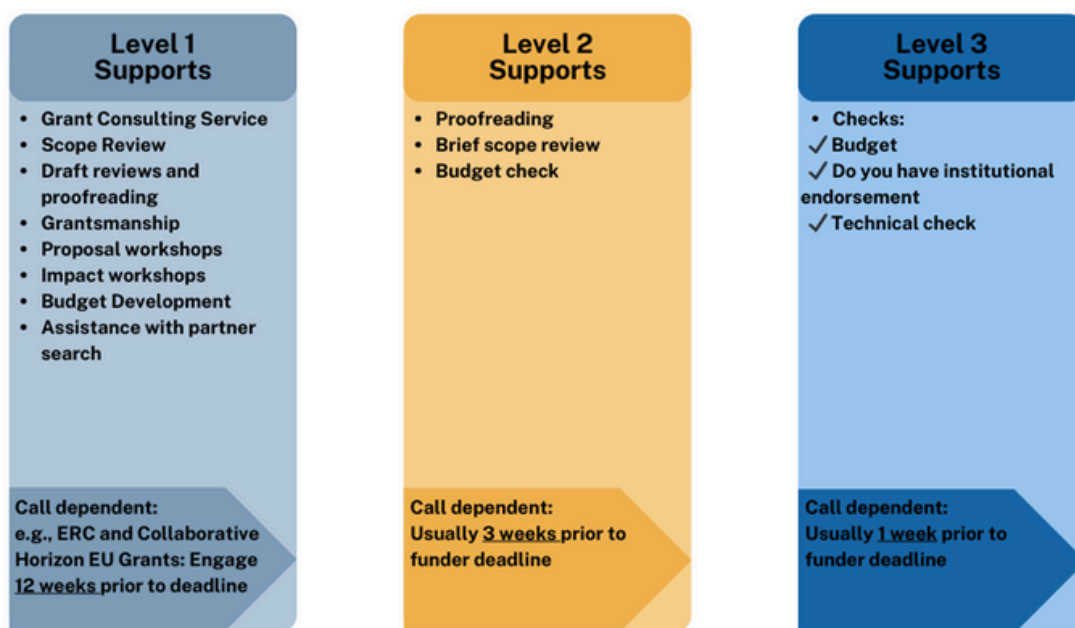 Level 1
Supports
• Grant Consulting Service
• Scope Review
• Draft reviews and
proofreading
• Grantsmanship
• Proposal workshops
• Impact workshops
• Budget Development
• Assistance with partner
search
Call dependent:
e.g., ERC and Collaborative
Horizon EU Grants: Engage
12 weeks prior to deadline
Level 2
Supports
• Proofreading
• Brief scope review
• Budget check
Call dependent:
Usually 3 weeks prior to
funder deadline
Level 3
Supports
• Checks:
✓ Budget
✓ Do you have institutional
endorsement
✓ Technical check
Call dependent:
Usually 1 week prior to
funder deadline